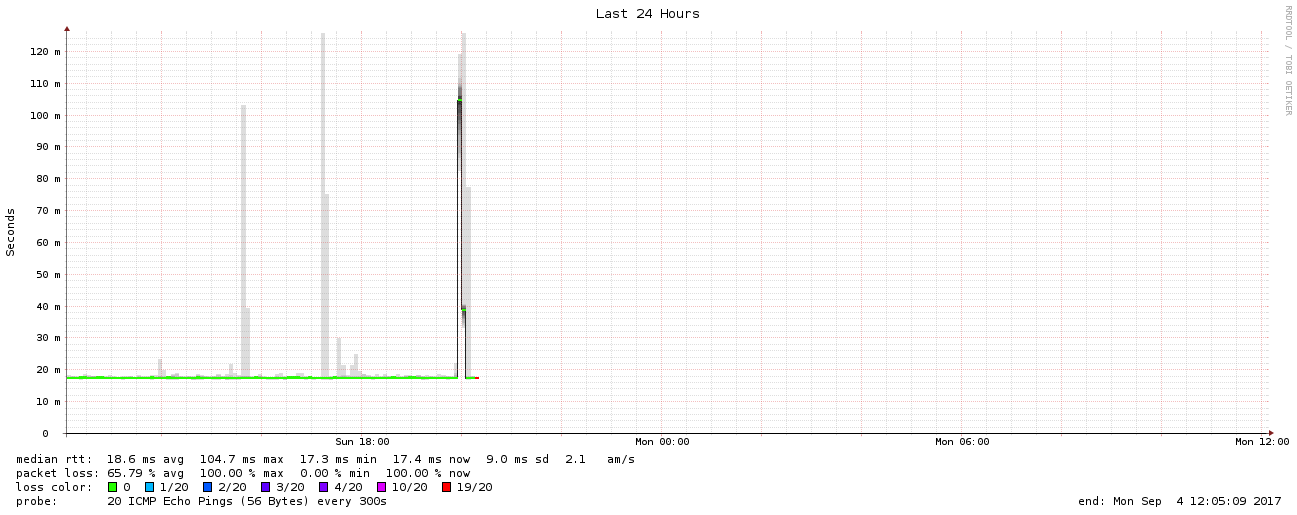 Last 24 Hours
RRDTOOL / TOBI OETIKER
Seconds
120 m
110 m
100 m
90 m
80 m
70 m
60 m
50 m
40 m
30 m
20 m
10 m
0
Sun 18:00 Mon 00:00 Mon 06:00 Mon 12:00
median rtt: 18.6 ms avg 104.7 ms max 17.3 ms min 17.4 ms now 9.0 ms sd 2.1 am/s
packet loss: 65.79 % avg 100.00 % max 0.00 % min 100.00 % now
loss color: 0 1/20 2/20 3/20 4/20 10/20 19/20
probe: 20 ICMP Echo Pings (56 Bytes) every 300s end: Mon Sep 4 12:05:09 2017